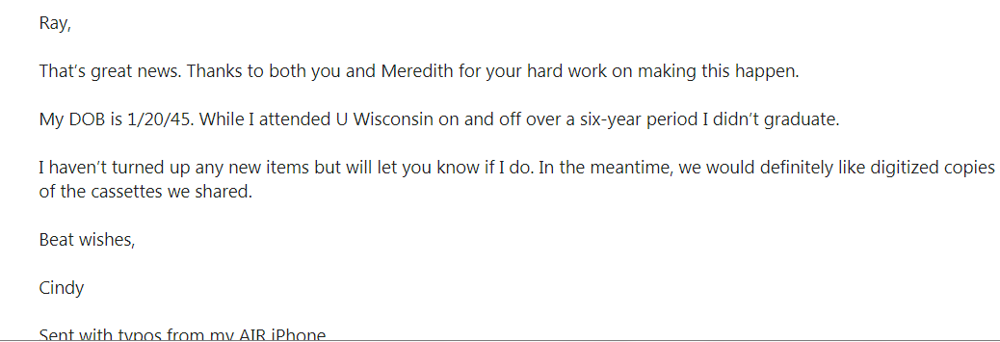 Ray,
That's great news. Thanks to both you and Meredith for your hard work on making this happen.
My DOB is 1/20/45. While I attended U Wisconsin on and off over a six-year period I didn't graduate.
I haven't turned up any new items but will let you know if I do. In the meantime, we would definitely like digitized copies
of the cassettes we shared.
Beat wishes,
Cindy
Sent with typos from my AIR iPhone